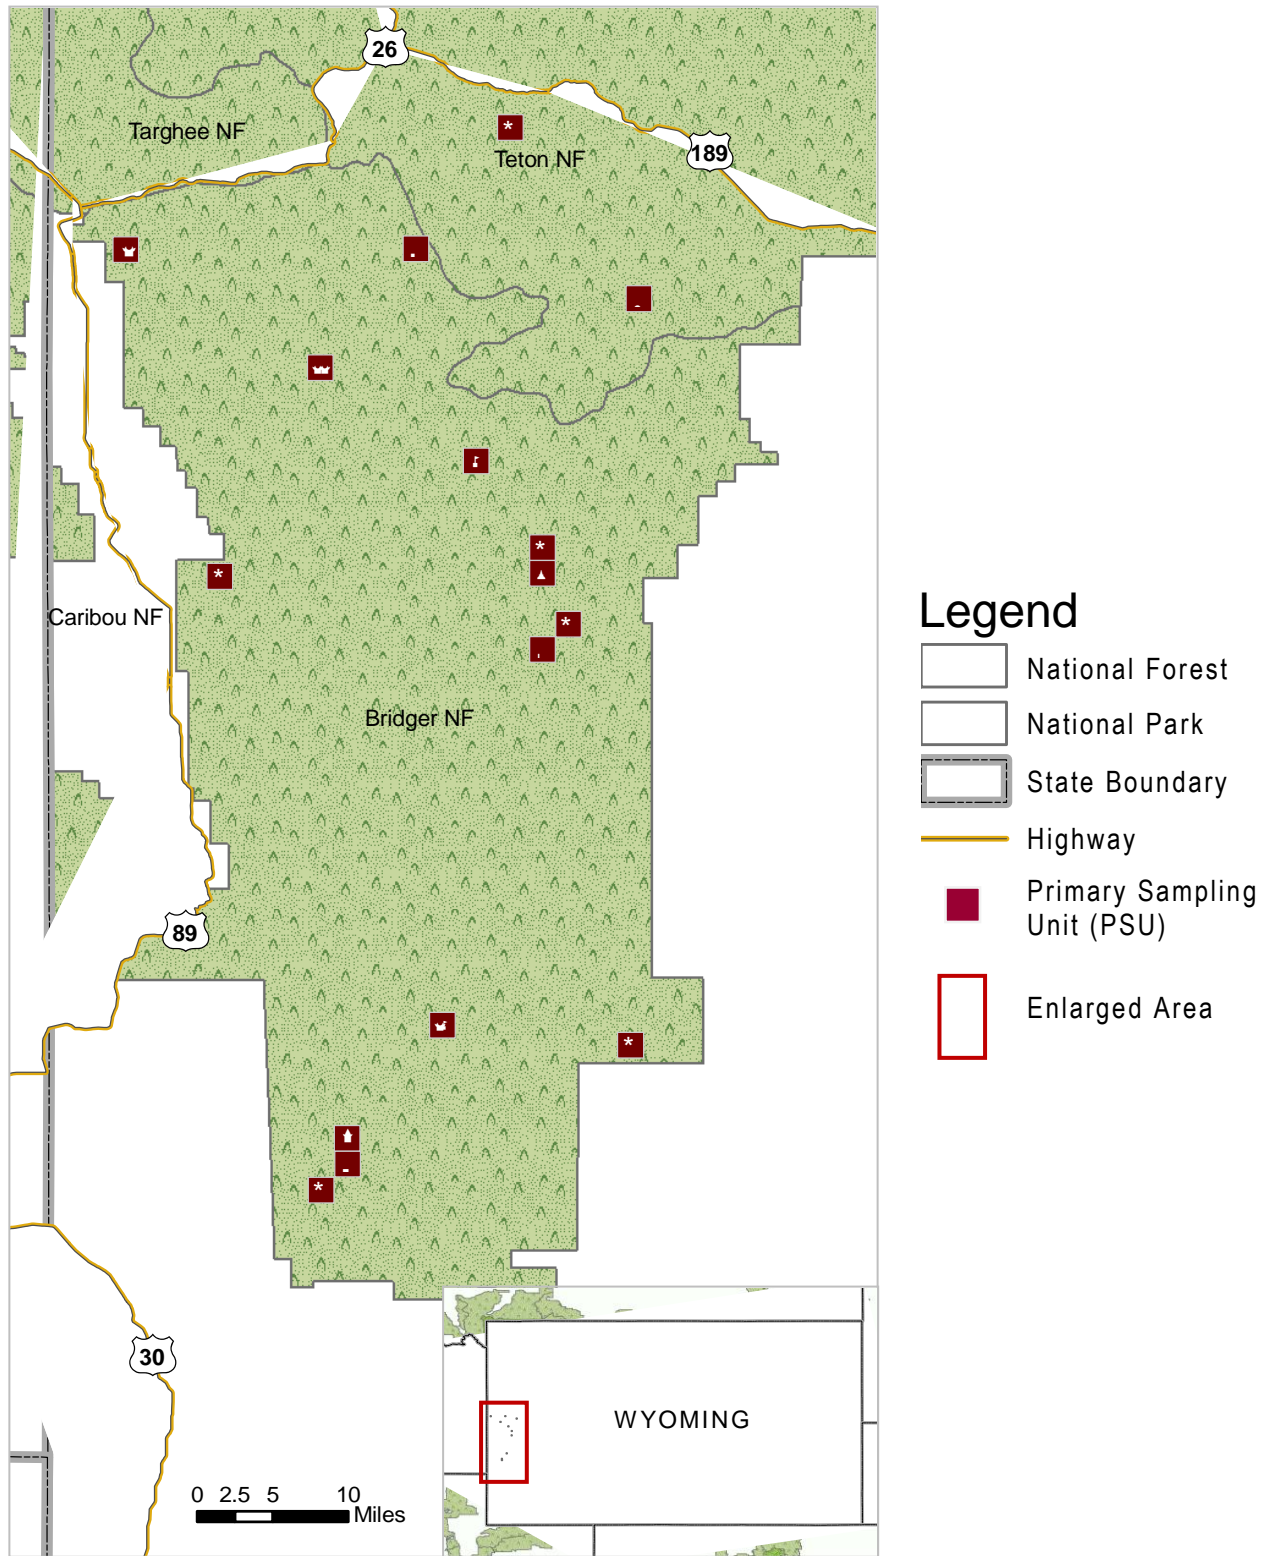 26
Targhee NF
Teton NF
189
Caribou NF
Bridger NF
89
30
0 2.5 5 10
Miles
WYOMING
Legend
National Forest
National Park
State Boundary
Highway
Primary Sampling
Unit (PSU)
Enlarged Area
*
*
*
*
*
*